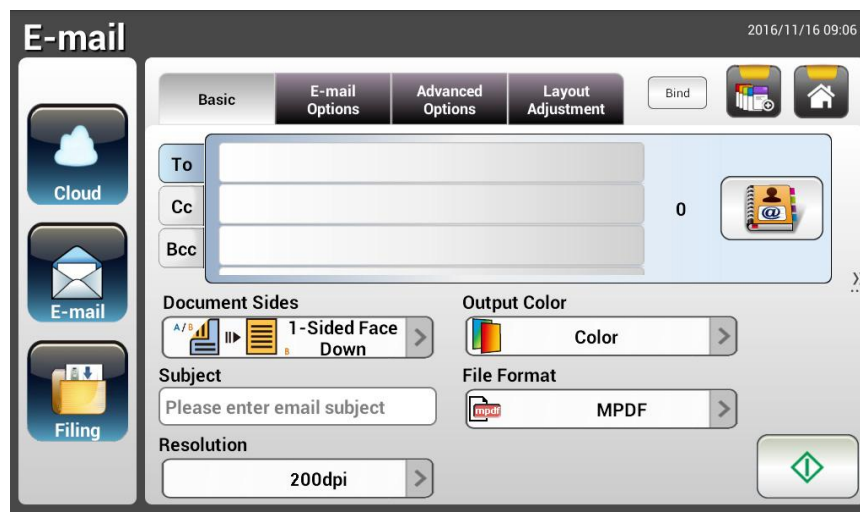 E-mail
2016/11/16 09:06
Basic
E-mail
Options
Advanced
Options
Layout
Adjustment
Bind
To
Cc
Bcc
0
@
Cloud
E-mail
Filing
Document Sides
A/B
B
1-Sided Face
Down
Output Color
Color
Subject
Please enter email subject
File Format
mpdf
MPDF
Resolution
200dpi